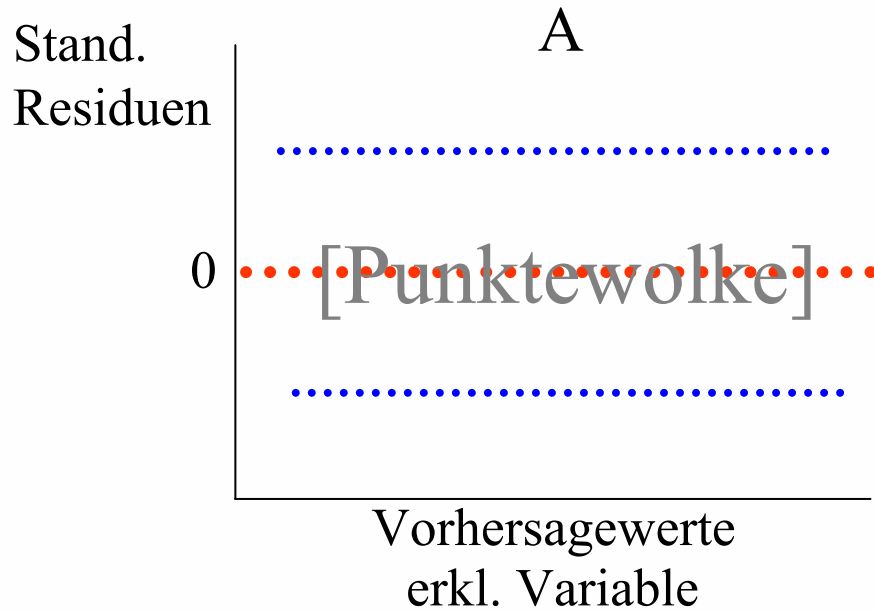 A
Stand.
Residuen
0
[Punktewolke]
Vorhersagewerte
erkl. Variable